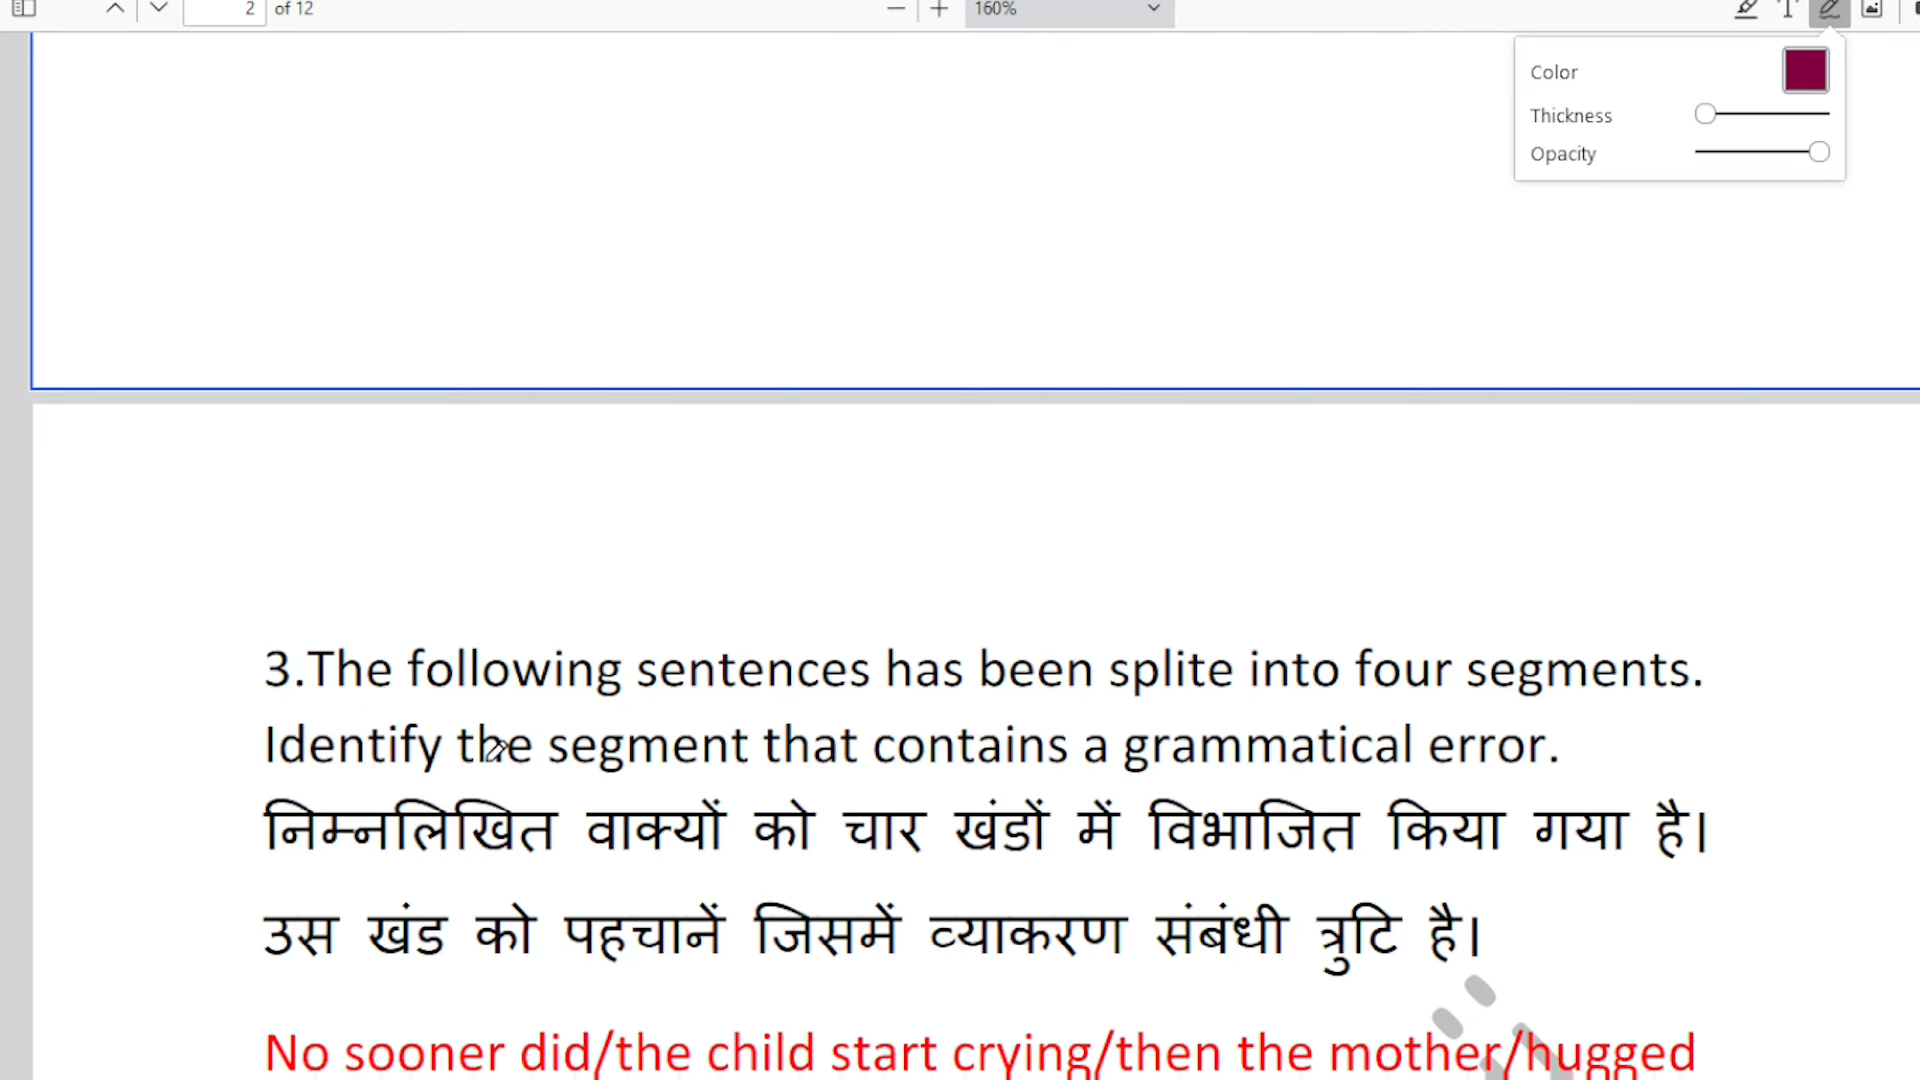 2 of 12 160%
Color
Thickness
Opacity
3.The following sentences has been splite into four segments.
Identify the segment that contains a grammatical error.
निम्नलिखित वाक्यों को चार खंडों में विभाजित किया गया है।
उस खंड को पहचानें जिसमें व्याकरण संबंधी त्रुटि है।
No sooner did/the child start crying/then the mother/hugged